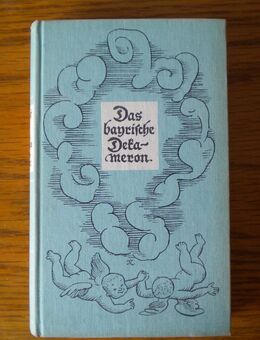 Das
bayrische
Deka-
meron.